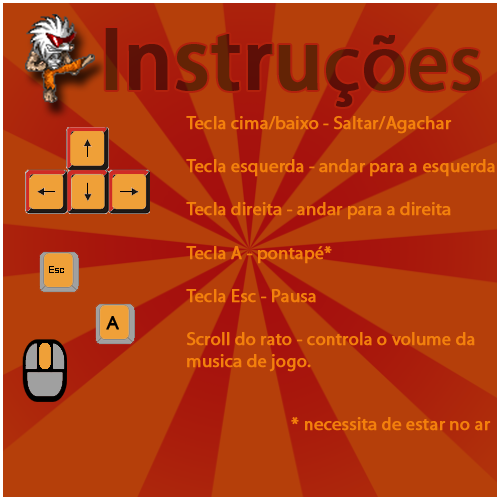 Instruções
Tecla cima/baixo - Saltar/Agachar
Tecla esquerda - andar para a esquerda
Tecla direita - andar para a direita
Tecla A - pontapé*
Esc
Tecla Esc - Pausa
A
Scroll do rato - controla o volume da
musica de jogo.
* necessita de estar no ar